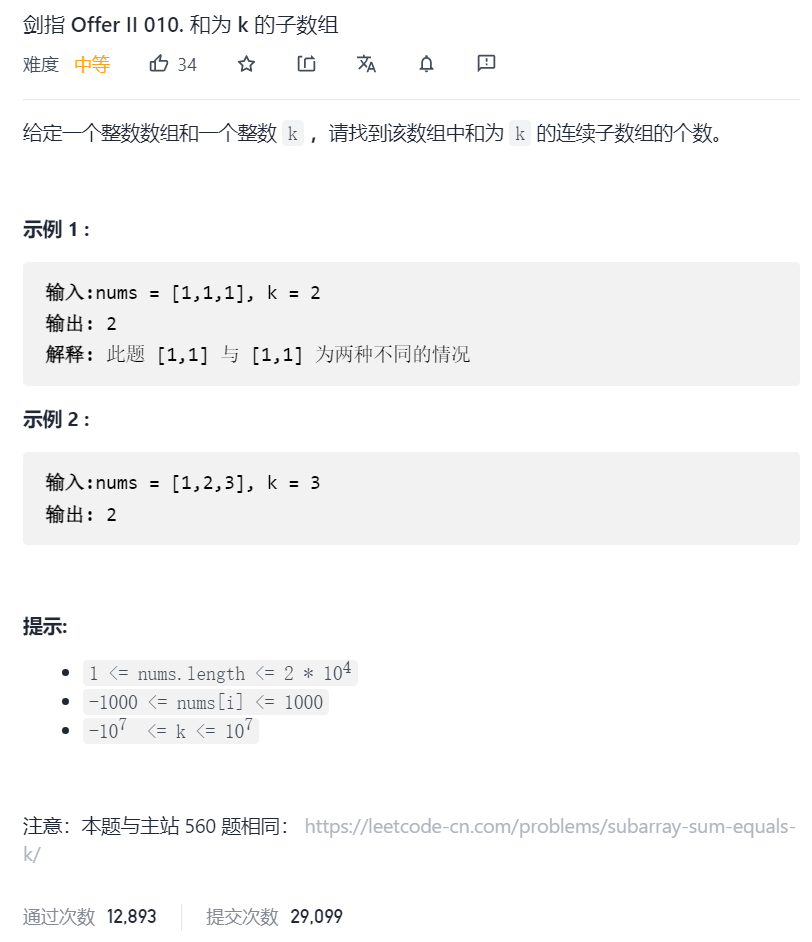 剑指 Offer II 010. 和为 k 的子数组
难度 中等 34
给定一个整数数组和一个整数 k ，请找到该数组中和为 k 的连续子数组的个数。
示例 1 :
输入:nums = [1,1,1], k = 2
输出: 2
解释: 此题 [1,1] 与 [1,1] 为两种不同的情况
示例 2 :
输入:nums = [1,2,3], k = 3
输出: 2
提示:
1 <= nums.length <= 2 * 10⁴
-1000 <= nums[i] <= 1000
-10⁷ <= k <= 10⁷
注意：本题与主站 560 题相同： https://leetcode-cn.com/problems/subarray-sum-equals-
k/
通过次数 12,893 提交次数 29,099